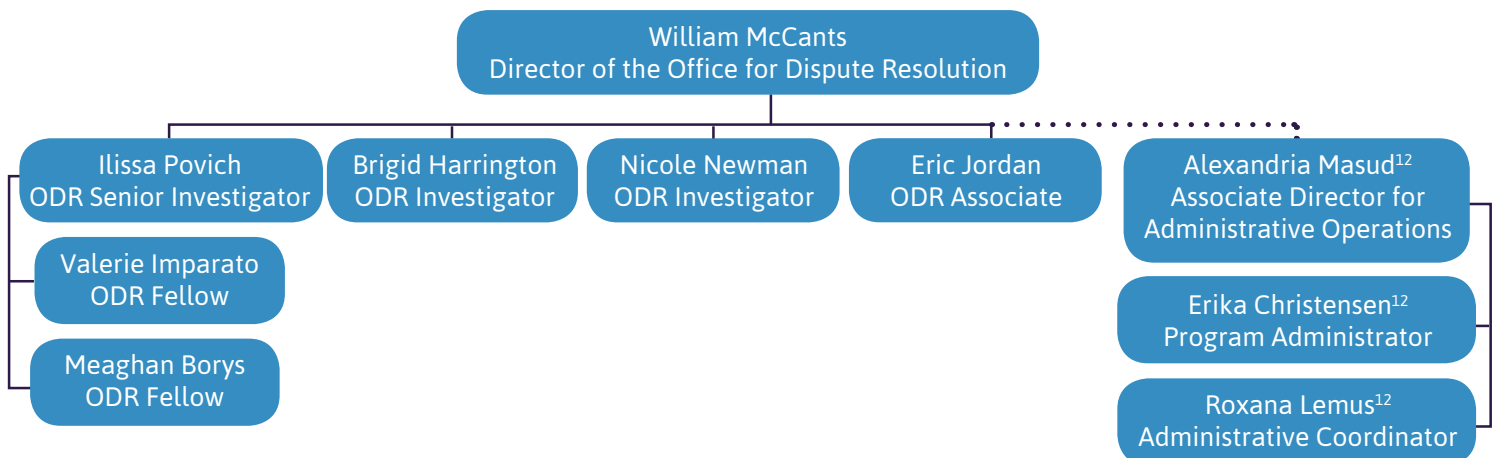 William McCants
Director of the Office for Dispute Resolution
Ilissa Povich
ODR Senior Investigator
Brigid Harrington
ODR Investigator
Nicole Newman
ODR Investigator
Eric Jordan
ODR Associate
Alexandria Masud¹²
Associate Director for
Administrative Operations
Valerie Imparato
ODR Fellow
Erika Christensen¹²
Program Administrator
Meaghan Borys
ODR Fellow
Roxana Lemus¹²
Administrative Coordinator